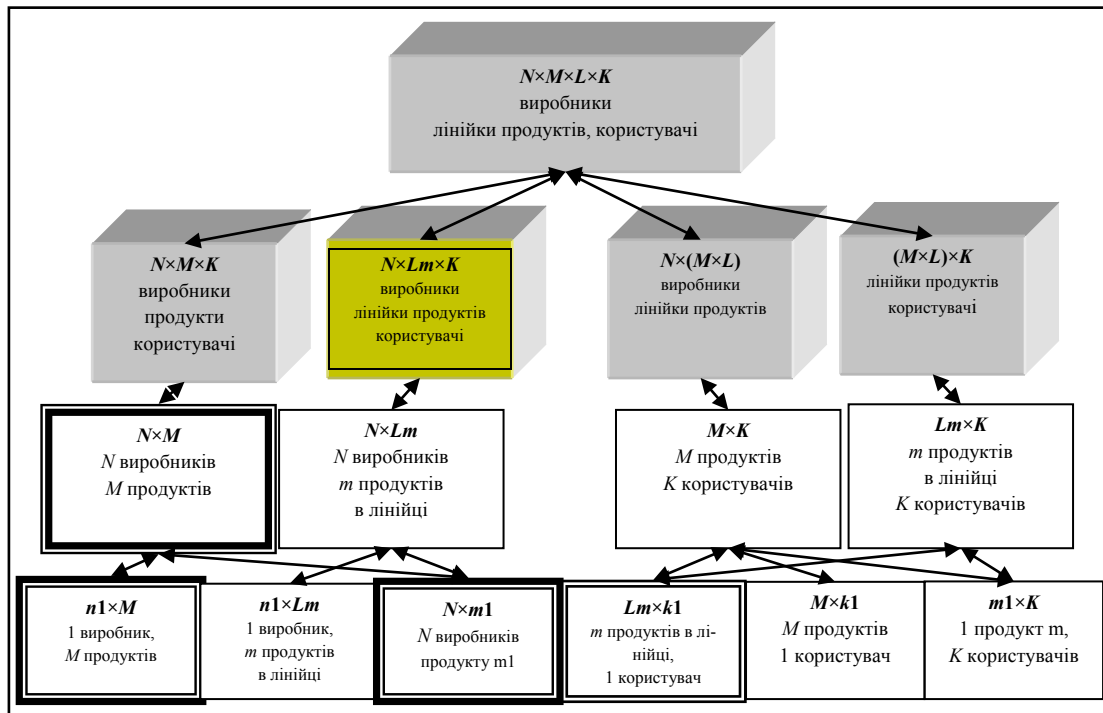 N×M×L×K
виробники
лінійки продуктів, користувачі
N×M×K
виробники
продукти
користувачі
N×Lm×K
виробники
лінійки продуктів
користувачі
N×(M×L)
виробники
лінійки продуктів
(M×L)×K
лінійки продуктів
користувачі
N×M
N виробників
M продуктів
N×Lm
N виробників
m продуктів
в лінійці
M×K
M продуктів
K користувачів
Lm×K
m продуктів
в лінійці
K користувачів
n1×M
1 виробник,
M продуктів
n1×Lm
1 виробник,
m продуктів
в лінійці
N×m1
N виробників
продукту m1
Lm×k1
m продуктів в лі-
нійці,
1 користувач
M×k1
M продуктів
1 користувач
m1×K
1 продукт m,
K користувачів